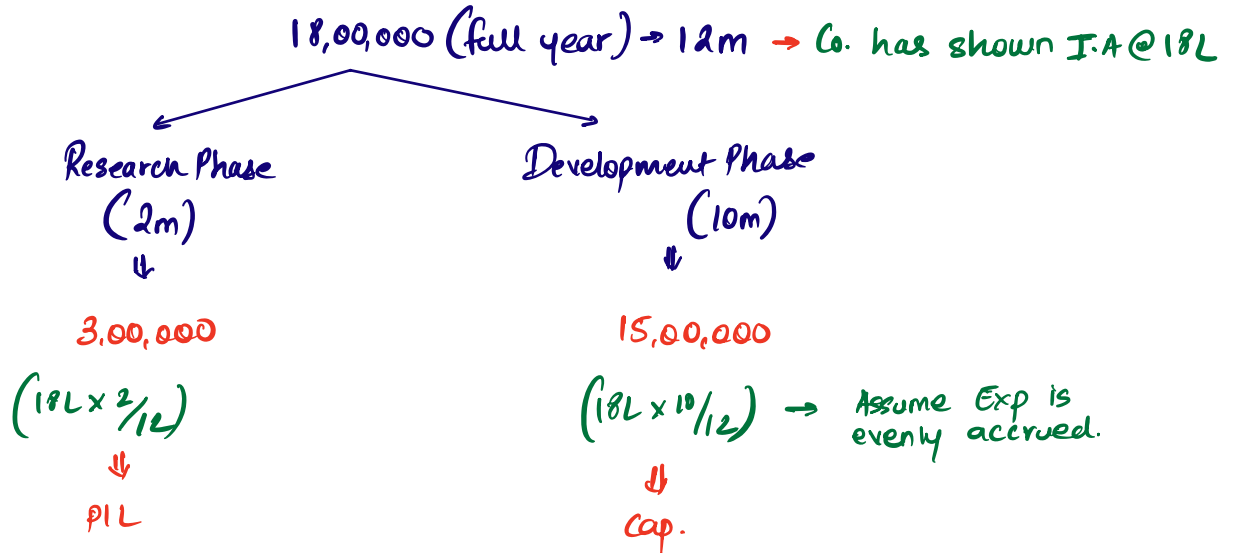 18,00,000 (full year) → 12m → Co. has shown I.A @ 18L
Research Phase
(2m)
Development Phase
(10m)
3,00,000
15,00,000
(18L x 2/12)
(18L x 10/12) → Assume Exp is
evenly accrued.
P/L
Cap.